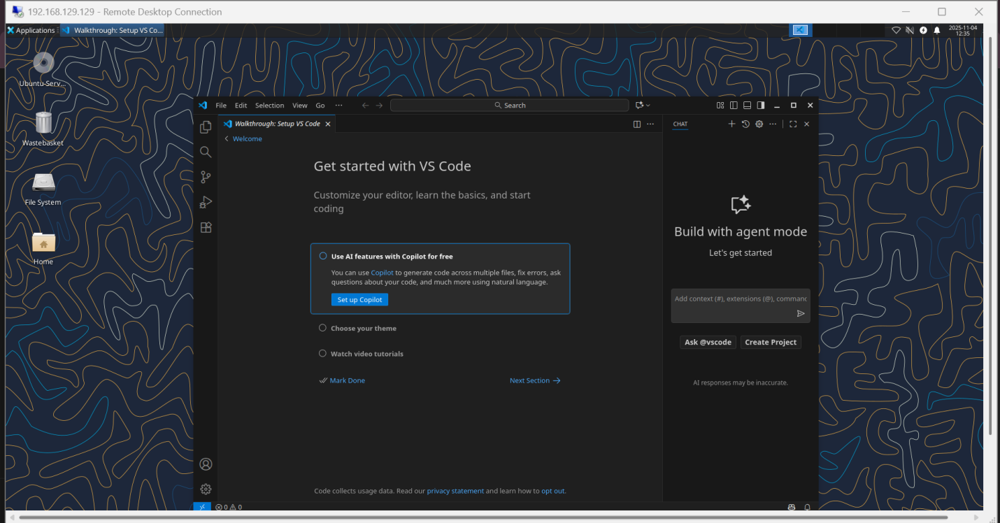 192.168.129.129 - Remote Desktop Connection
Applications
Walkthrough: Setup VS Co...
2025-11-04
12:35
Ubuntu-Serv...
Wastebasket
File System
Home
File Edit Selection View Go ···
Search
Walkthrough: Setup VS Code
CHAT
Welcome
Get started with VS Code
Customize your editor, learn the basics, and start
coding
Use AI features with Copilot for free
You can use Copilot to generate code across multiple files, fix errors, ask
questions about your code, and much more using natural language.
Set up Copilot
Choose your theme
Watch video tutorials
Mark Done
Next Section
Code collects usage data. Read our privacy statement and learn how to opt out.
Build with agent mode
Let's get started
Add context (#), extensions (@), commanc
Ask @vscode
Create Project
AI responses may be inaccurate.
0 0